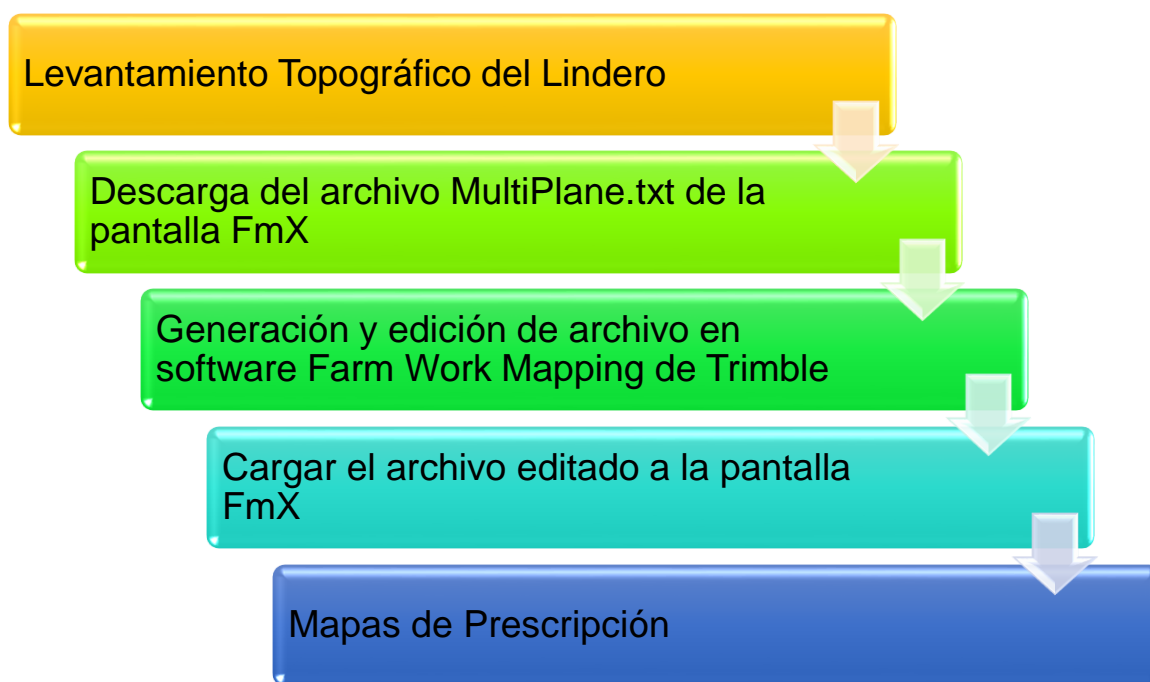 Levantamiento Topográfico del Lindero
Descarga del archivo MultiPlane.txt de la
pantalla FmX
Generación y edición de archivo en
software Farm Work Mapping de Trimble
Cargar el archivo editado a la pantalla
FmX
Mapas de Prescripción